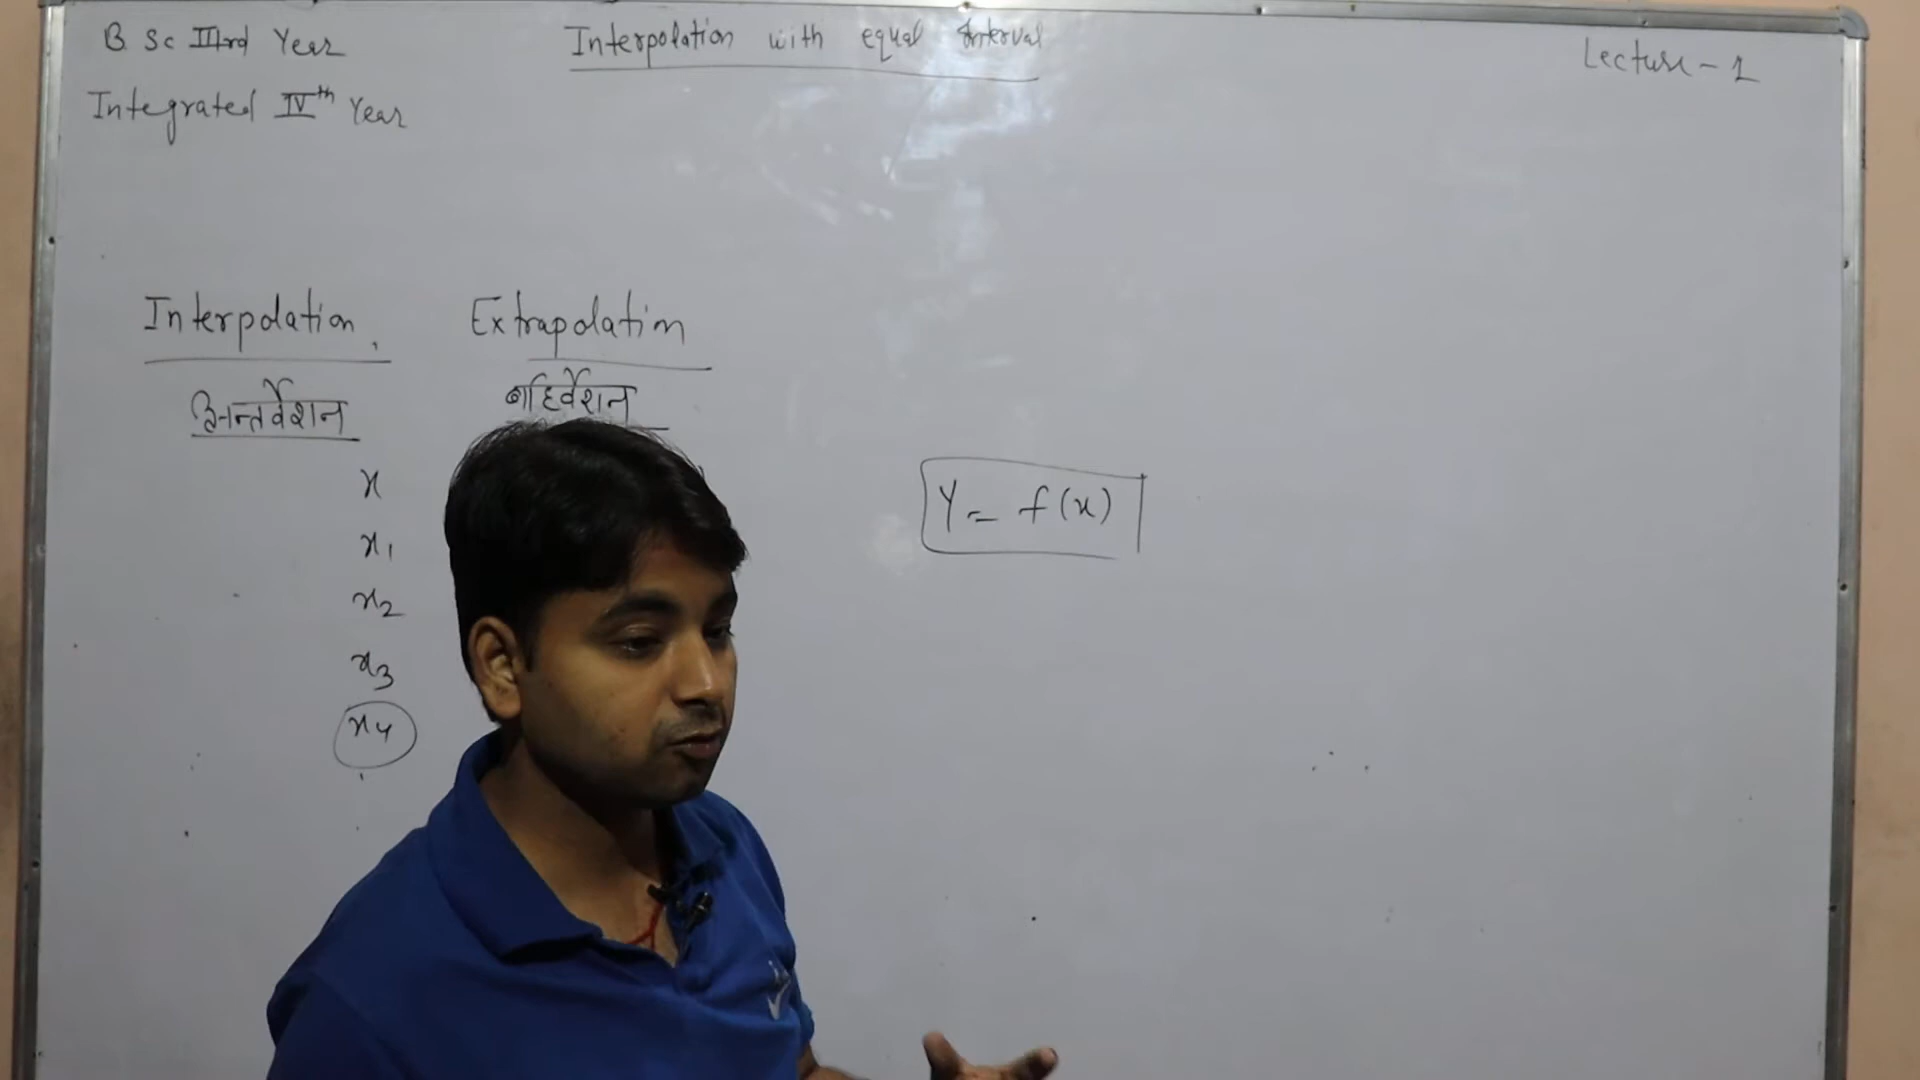 B Sc IIIrd Year
Integrated IVth Year
Interpolation with equal Interval
Lecture - 1
Interpolation
Extrapolation
अन्तर्वेशन
बाहिर्वेशन
x
x1
x2
x3
x4
Y = f(x)